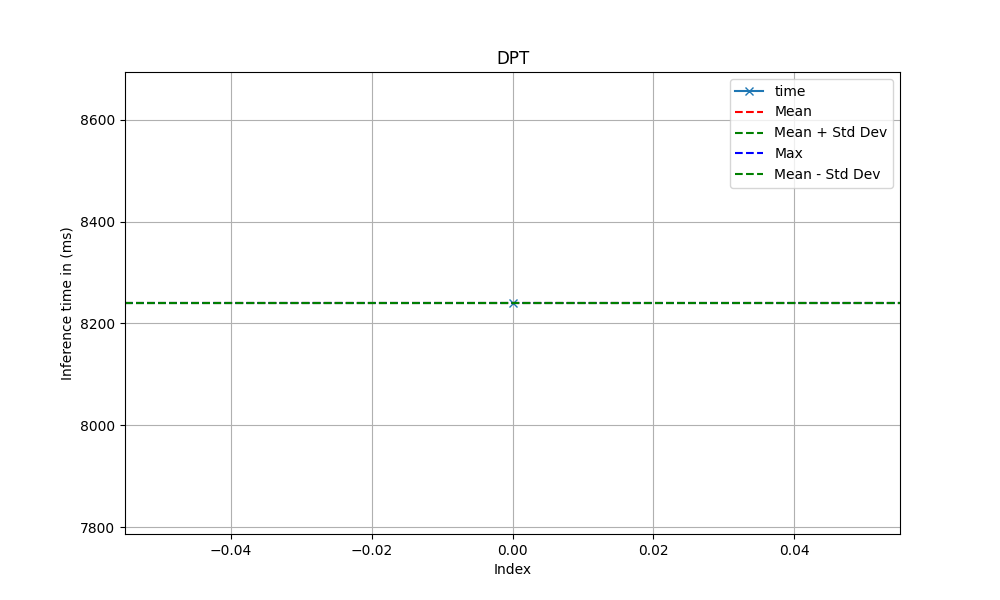 DPT
8600
8400
8200
8000
7800
Inference time in (ms)
time
Mean
Mean + Std Dev
Max
Mean - Std Dev
−0.04 −0.02 0.00 0.02 0.04
Index